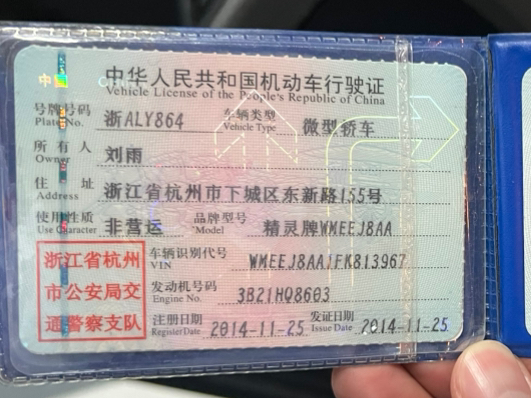 中华人民共和国机动车行驶证
Vehicle License of the People's Republic of China
号牌号码 浙ALY864 车辆类型 微型轿车
Plate No. Vehicle Type
所有人 刘雨
Owner
住址 浙江省杭州市下城区东新路155号
Address
使用性质 非营运 品牌型号 精灵牌WMEEJ8AA
Use Character Model
浙江省杭州
市公安局交
通警察支队
车辆识别代号 WMEEJ8AA1FK813967
VIN
发动机号码 3B21HQ8603
Engine No.
注册日期 2014-11-25 发证日期 2014-11-25
Register Date Issue Date